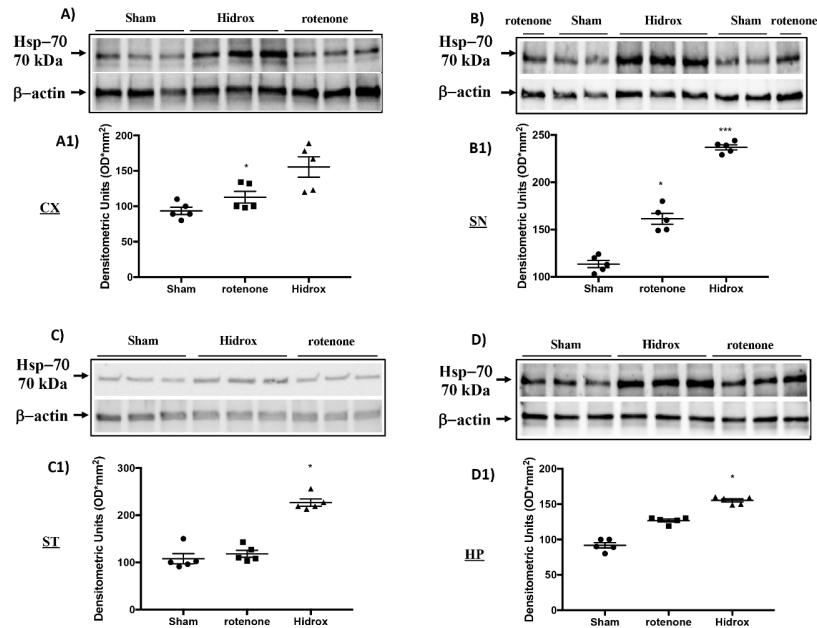 A)
Sham Hidrox rotenone
Hsp–70
70 kDa
β–actin
A1)
Densitometric Units (OD*mm²)
200
150
100
50
0
*
CX
Sham rotenone Hidrox
B)
rotenone Sham Hidrox Sham rotenone
Hsp–70
70 kDa
β–actin
B1)
Densitometric Units (OD*mm²)
250
200
150
100
*
***
SN
Sham rotenone Hidrox
C)
Sham Hidrox rotenone
Hsp–70
70 kDa
β–actin
C1)
Densitometric Units (OD*mm²)
300
200
100
0
*
ST
Sham rotenone Hidrox
D)
Sham Hidrox rotenone
Hsp–70
70 kDa
β–actin
D1)
Densitometric Units (OD*mm²)
200
150
100
50
0
*
HP
Sham rotenone Hidrox